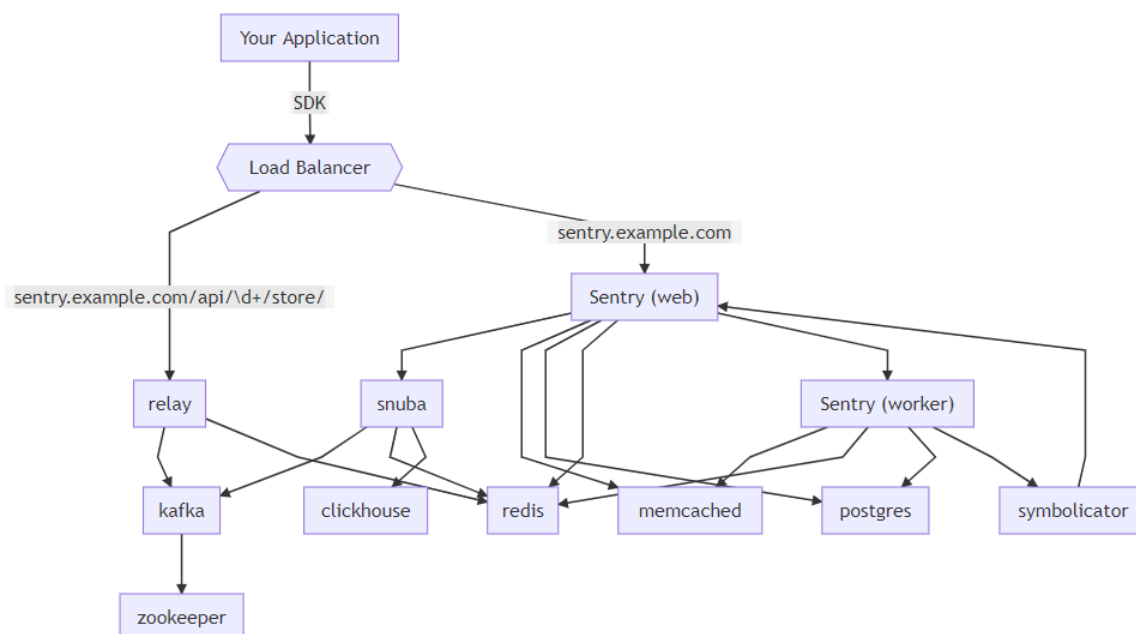 Your Application
SDK
Load Balancer
sentry.example.com
sentry.example.com/api/\d+/store/
Sentry (web)
relay
snuba
Sentry (worker)
kafka
clickhouse
redis
memcached
postgres
symbolicator
zookeeper